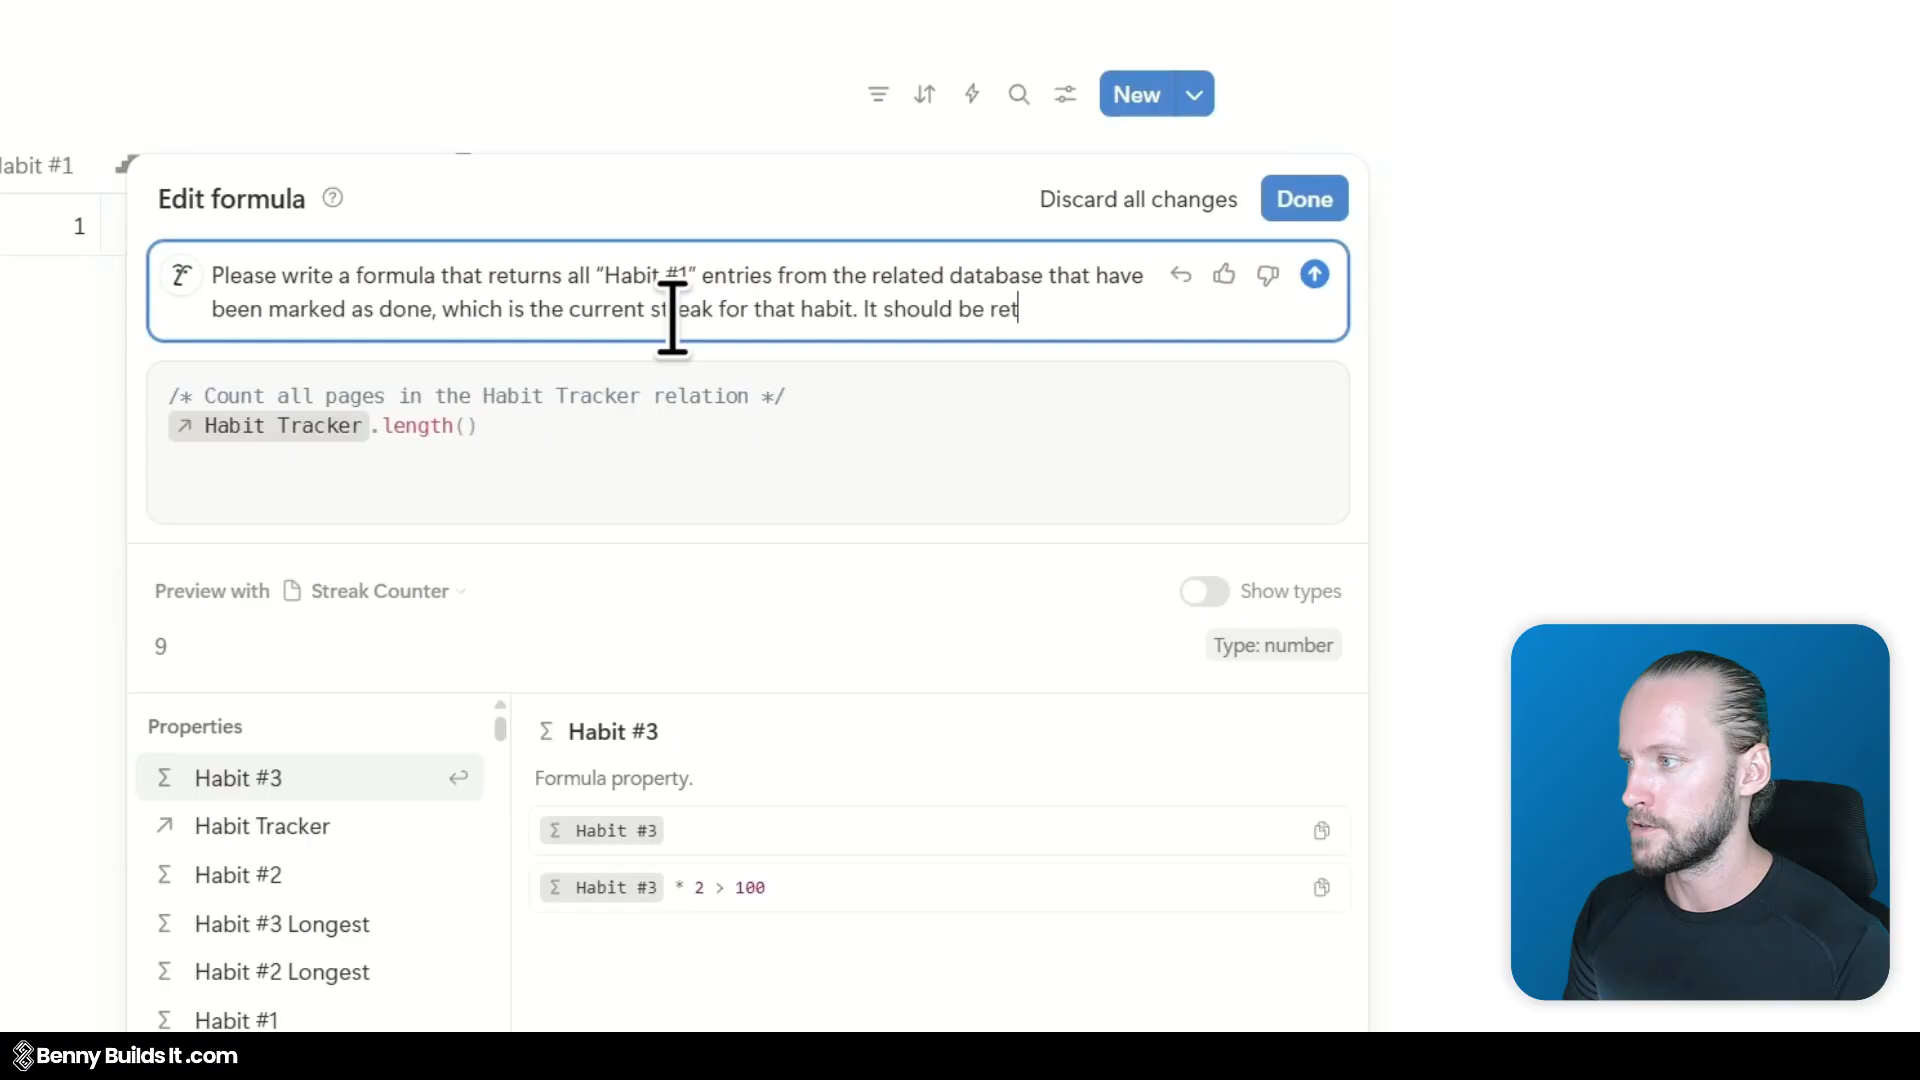 New
abit #1
1
Edit formula
Discard all changes
Done
Please write a formula that returns all “Habit #1” entries from the related database that have
been marked as done, which is the current streak for that habit. It should be ret
/* Count all pages in the Habit Tracker relation */
Habit Tracker.length()
Preview with Streak Counter
Show types
9
Type: number
Properties
Habit #3
Habit Tracker
Habit #2
Habit #3 Longest
Habit #2 Longest
Habit #1
Σ Habit #3
Formula property.
Σ Habit #3
Σ Habit #3 * 2 > 100
Benny Builds It .com